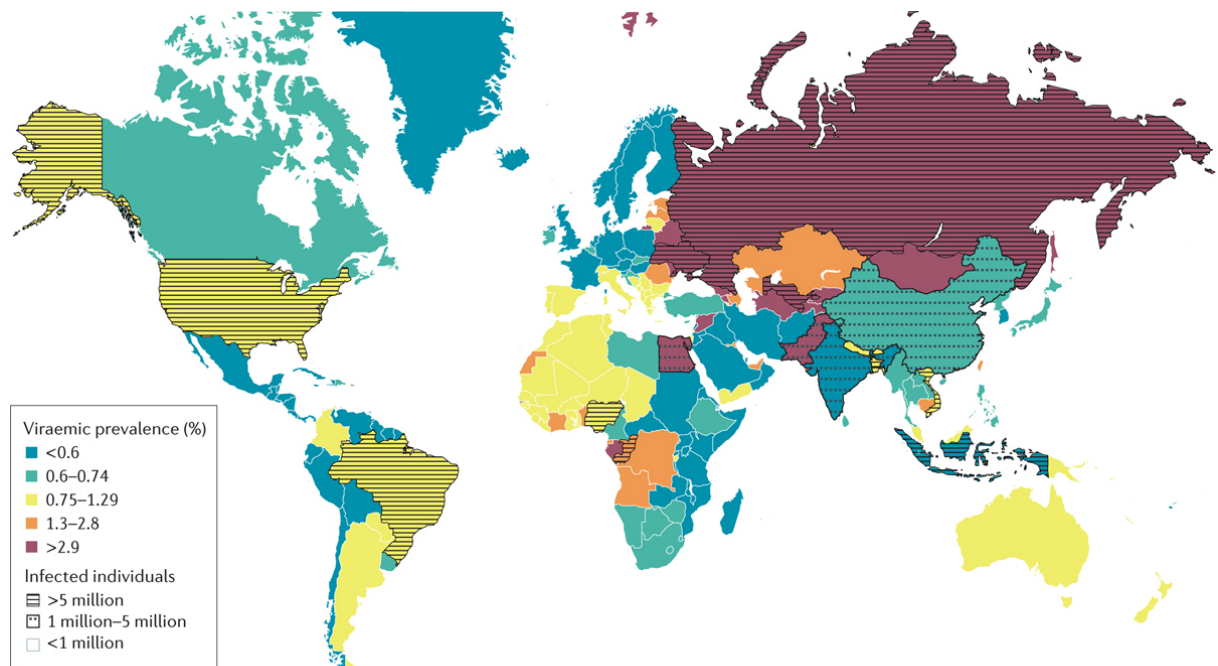 Viraemic prevalence (%)
<0.6
0.6–0.74
0.75–1.29
1.3–2.8
>2.9
Infected individuals
>5 million
1 million–5 million
<1 million